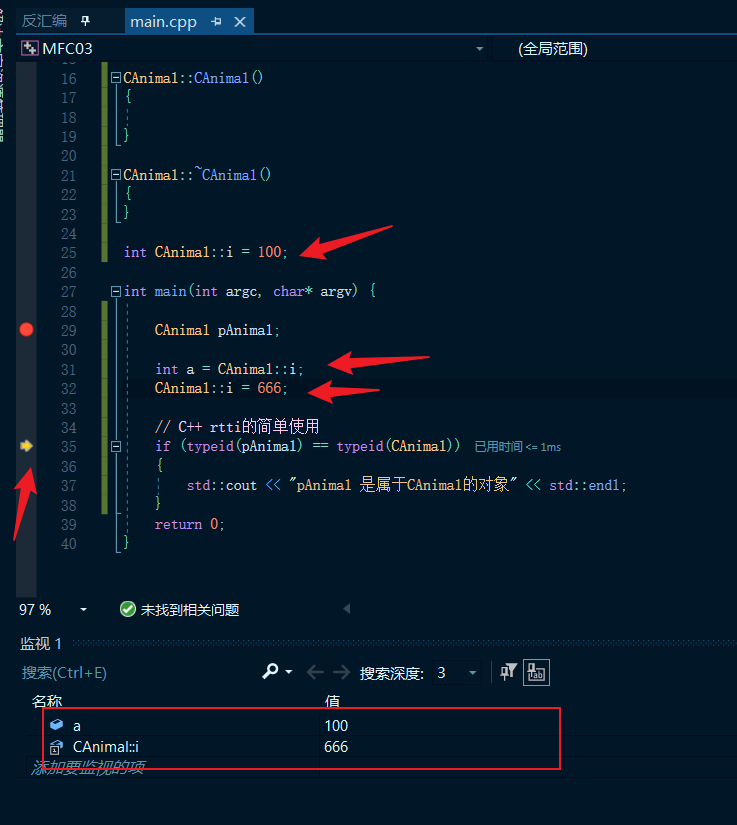 反汇编
main.cpp
MFC03
(全局范围)
16 CAnimal::CAnimal()
17 {
18
19 }
20
21 CAnimal::~CAnimal()
22 {
23 }
24
25 int CAnimal::i = 100;
26
27 int main(int argc, char* argv) {
28
29 CAnimal pAnimal;
30
31 int a = CAnimal::i;
32 CAnimal::i = 666;
33
34 // C++ rtti的简单使用
35 if (typeid(pAnimal) == typeid(CAnimal)) 已用时间 <= 1ms
36 {
37 std::cout << "pAnimal 是属于CAnimal的对象" << std::endl;
38 }
39 return 0;
40 }
97 %
未找到相关问题
监视 1
搜索(Ctrl+E)
搜索深度: 3
名称 值
a 100
CAnimal::i 666
添加要监视的项